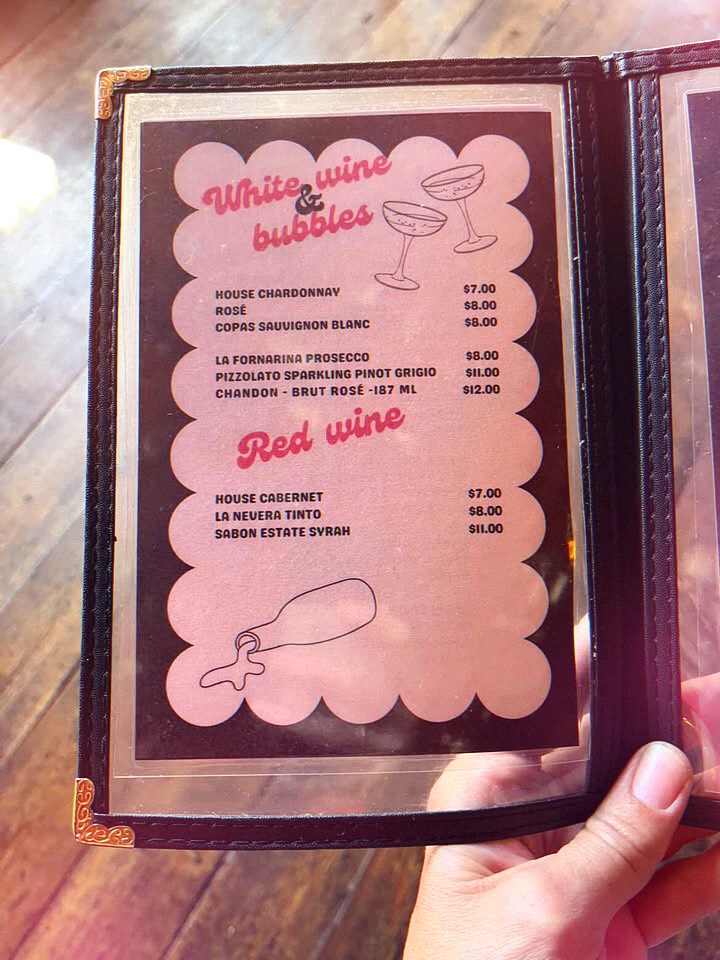 White wine
&
bubbles
HOUSE CHARDONNAY $7.00
ROSÉ $8.00
COPAS SAUVIGNON BLANC $8.00
LA FORNARINA PROSECCO $8.00
PIZZOLATO SPARKLING PINOT GRIGIO $11.00
CHANDON - BRUT ROSÉ -187 ML $12.00
Red wine
HOUSE CABERNET $7.00
LA NEVERA TINTO $8.00
SABON ESTATE SYRAH $11.00